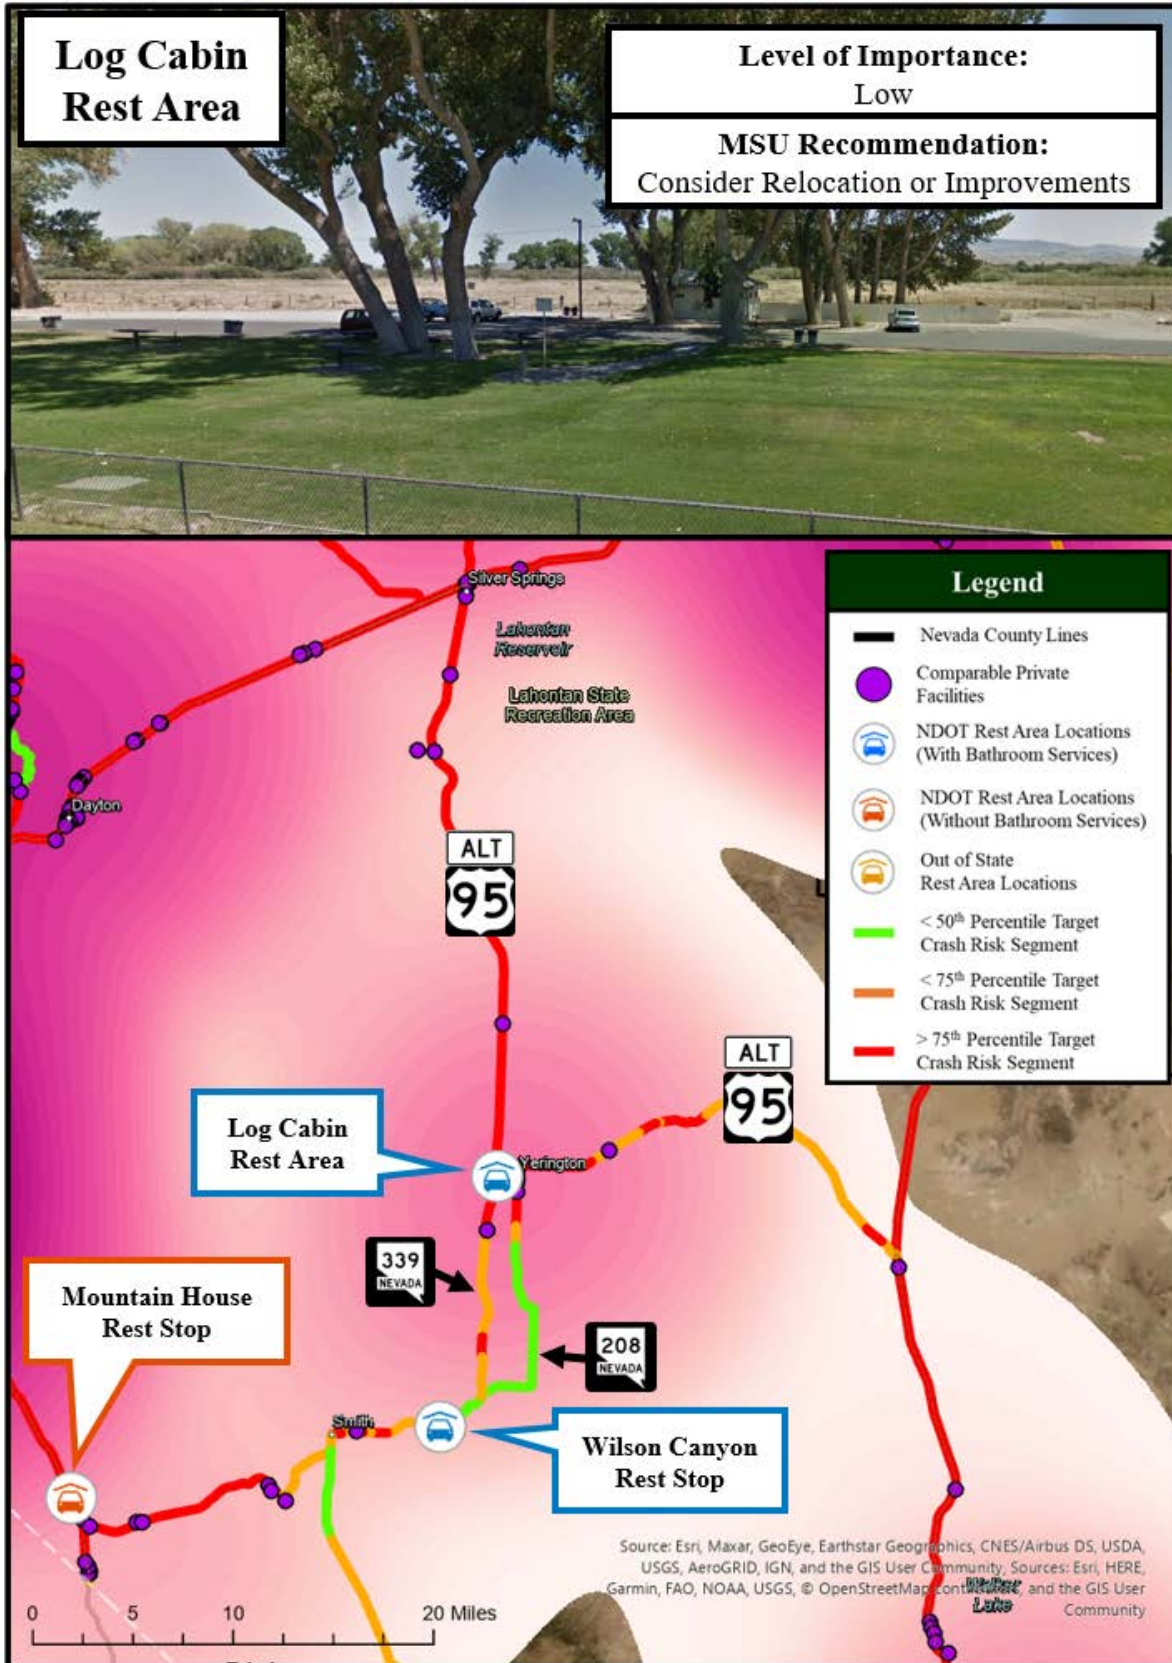 Log Cabin
Rest Area
Level of Importance:
Low
MSU Recommendation:
Consider Relocation or Improvements
Silver Springs
Lahontan
Reservoir
Lahontan State
Recreation Area
Dayton
ALT
95
Legend
Nevada County Lines
Comparable Private
Facilities
NDOT Rest Area Locations
(With Bathroom Services)
NDOT Rest Area Locations
(Without Bathroom Services)
Out of State
Rest Area Locations
< 50th Percentile Target
Crash Risk Segment
< 75th Percentile Target
Crash Risk Segment
> 75th Percentile Target
Crash Risk Segment
ALT
95
Log Cabin
Rest Area
Yerington
339
NEVADA
Mountain House
Rest Stop
208
NEVADA
Smith
Wilson Canyon
Rest Stop
Source: Esri, Maxar, GeoEye, Earthstar Geographics, CNES/Airbus DS, USDA,
USGS, AeroGRID, IGN, and the GIS User Community, Sources: Esri, HERE,
Garmin, FAO, NOAA, USGS, © OpenStreetMap contributors, and the GIS User
Community
Walker
Lake
0 5 10 20 Miles